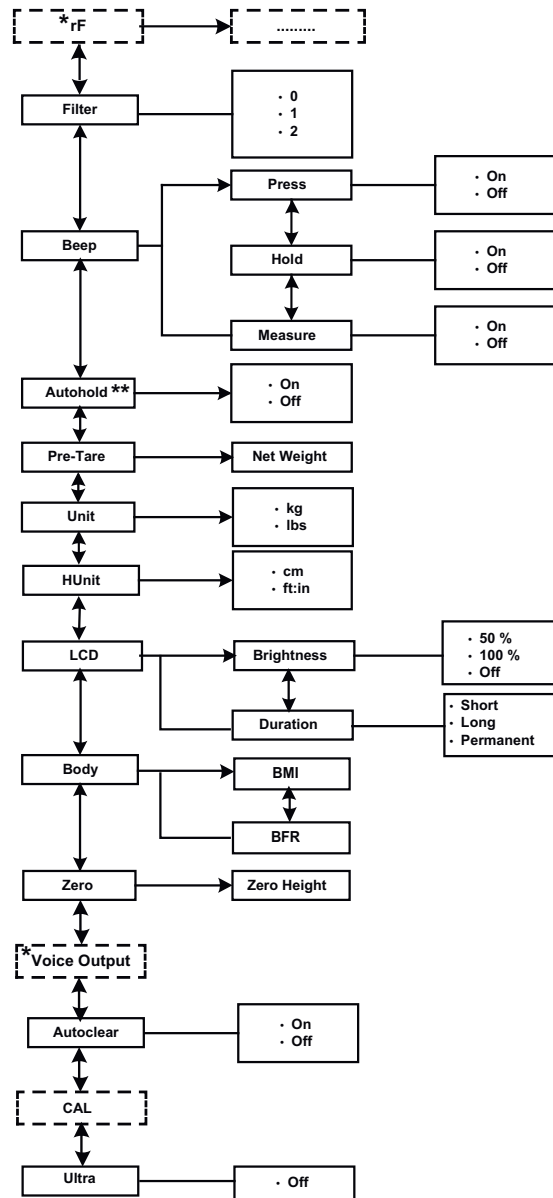 *rF
.........
Filter
· 0
· 1
· 2
Beep
Press
· On
· Off
Hold
· On
· Off
Measure
· On
· Off
Autohold **
· On
· Off
Pre-Tare
Net Weight
Unit
· kg
· lbs
HUnit
· cm
· ft:in
LCD
Brightness
· 50 %
· 100 %
· Off
Duration
· Short
· Long
· Permanent
Body
BMI
BFR
Zero
Zero Height
*Voice Output
Autoclear
· On
· Off
CAL
Ultra
· Off